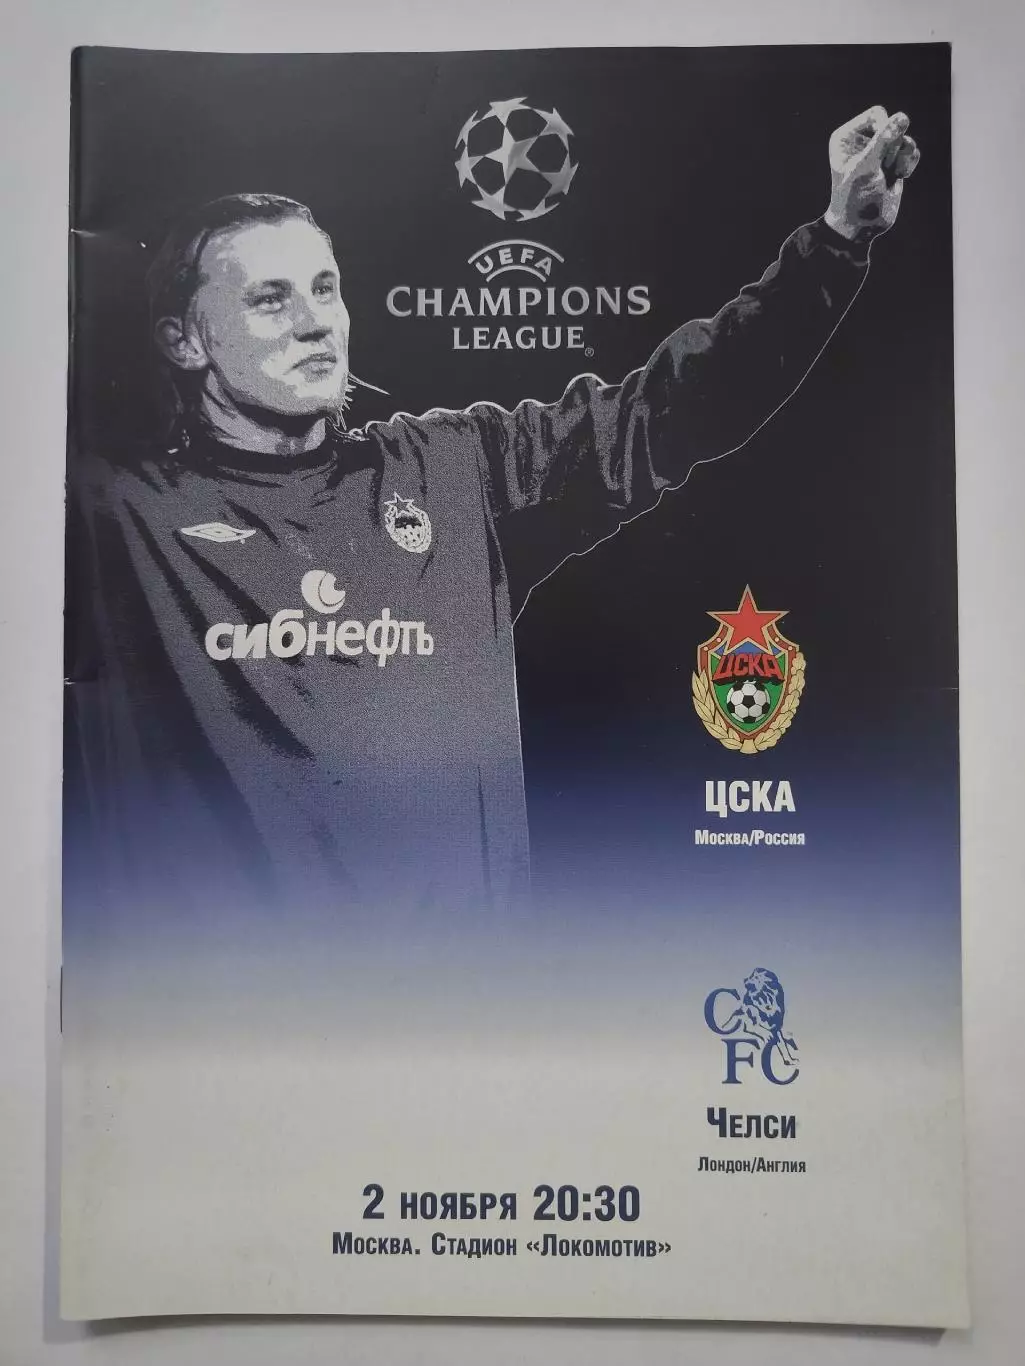 UEFA
CHAMPIONS
LEAGUE®
сибнефть
ЦСКА
ЦСКА
Москва/Россия
CFC
Челси
Лондон/Англия
2 ноября 20:30
Москва. Стадион «Локомотив»